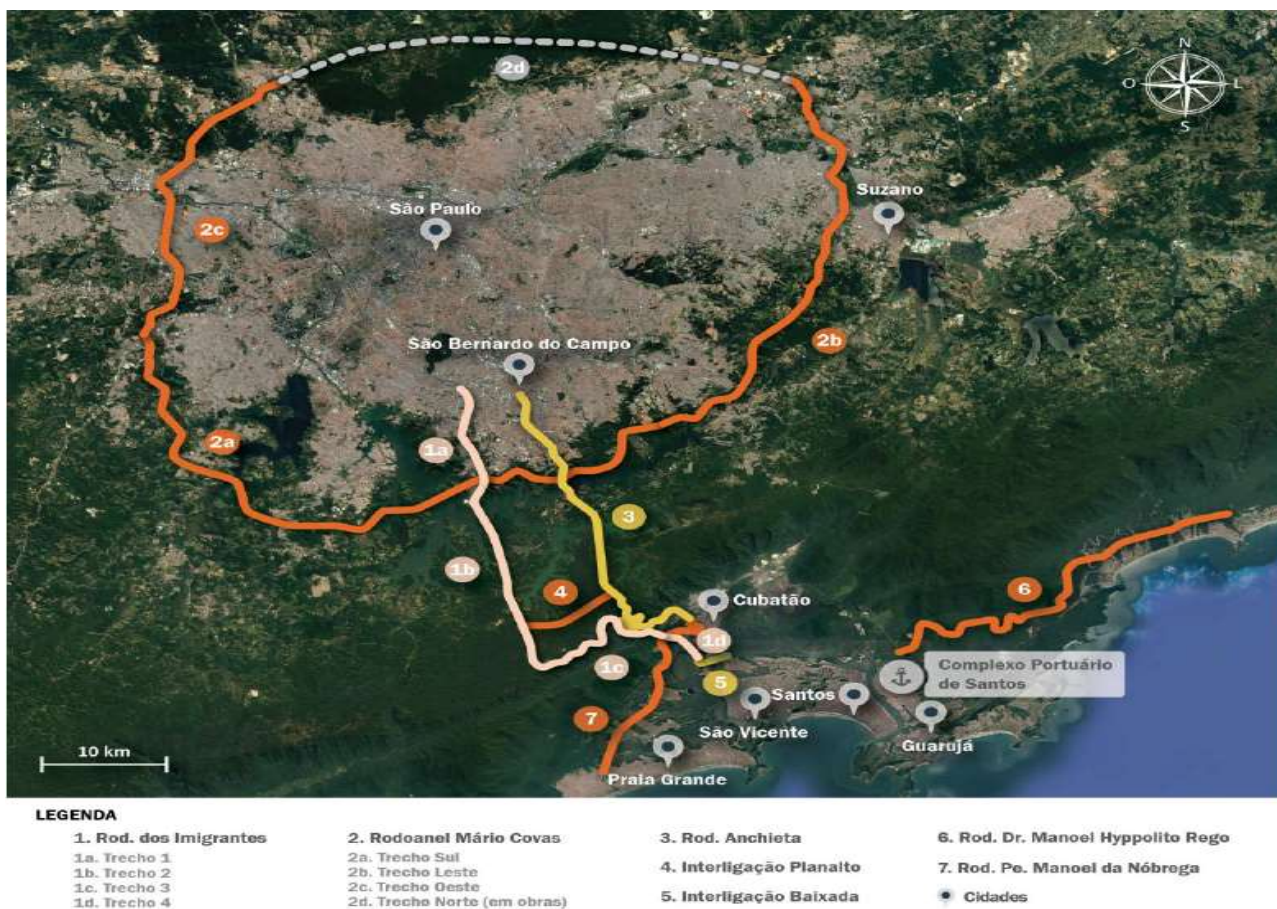 2d
N
O
L
S
Suzano
São Paulo
2c
São Bernardo do Campo
2b
2a
1a
3
1b
4
6
Cubatão
1d
1c
Complexo Portuário
de Santos
5
Santos
7
São Vicente
Guarujá
10 km
Praia Grande
LEGENDA
1. Rod. dos Imigrantes
1a. Trecho 1
1b. Trecho 2
1c. Trecho 3
1d. Trecho 4
2. Rodoanel Mário Covas
2a. Trecho Sul
2b. Trecho Leste
2c. Trecho Oeste
2d. Trecho Norte (em obras)
3. Rod. Anchieta
4. Interligação Planalto
5. Interligação Baixada
6. Rod. Dr. Manoel Hyppolito Rego
7. Rod. Pe. Manoel da Nóbrega
Cidades